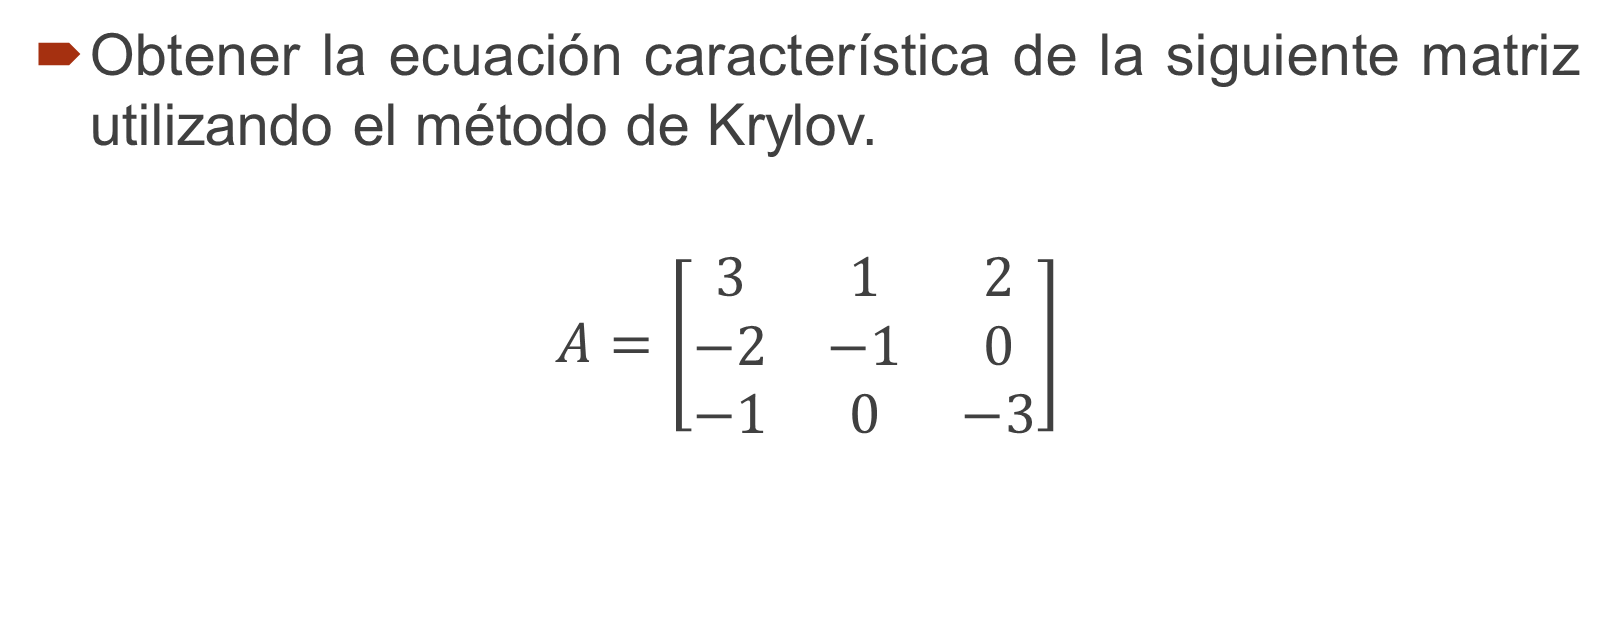 Obtener la ecuación característica de la siguiente matriz
utilizando el método de Krylov.
3 1 2
A = −2 −1 0
−1 0 −3